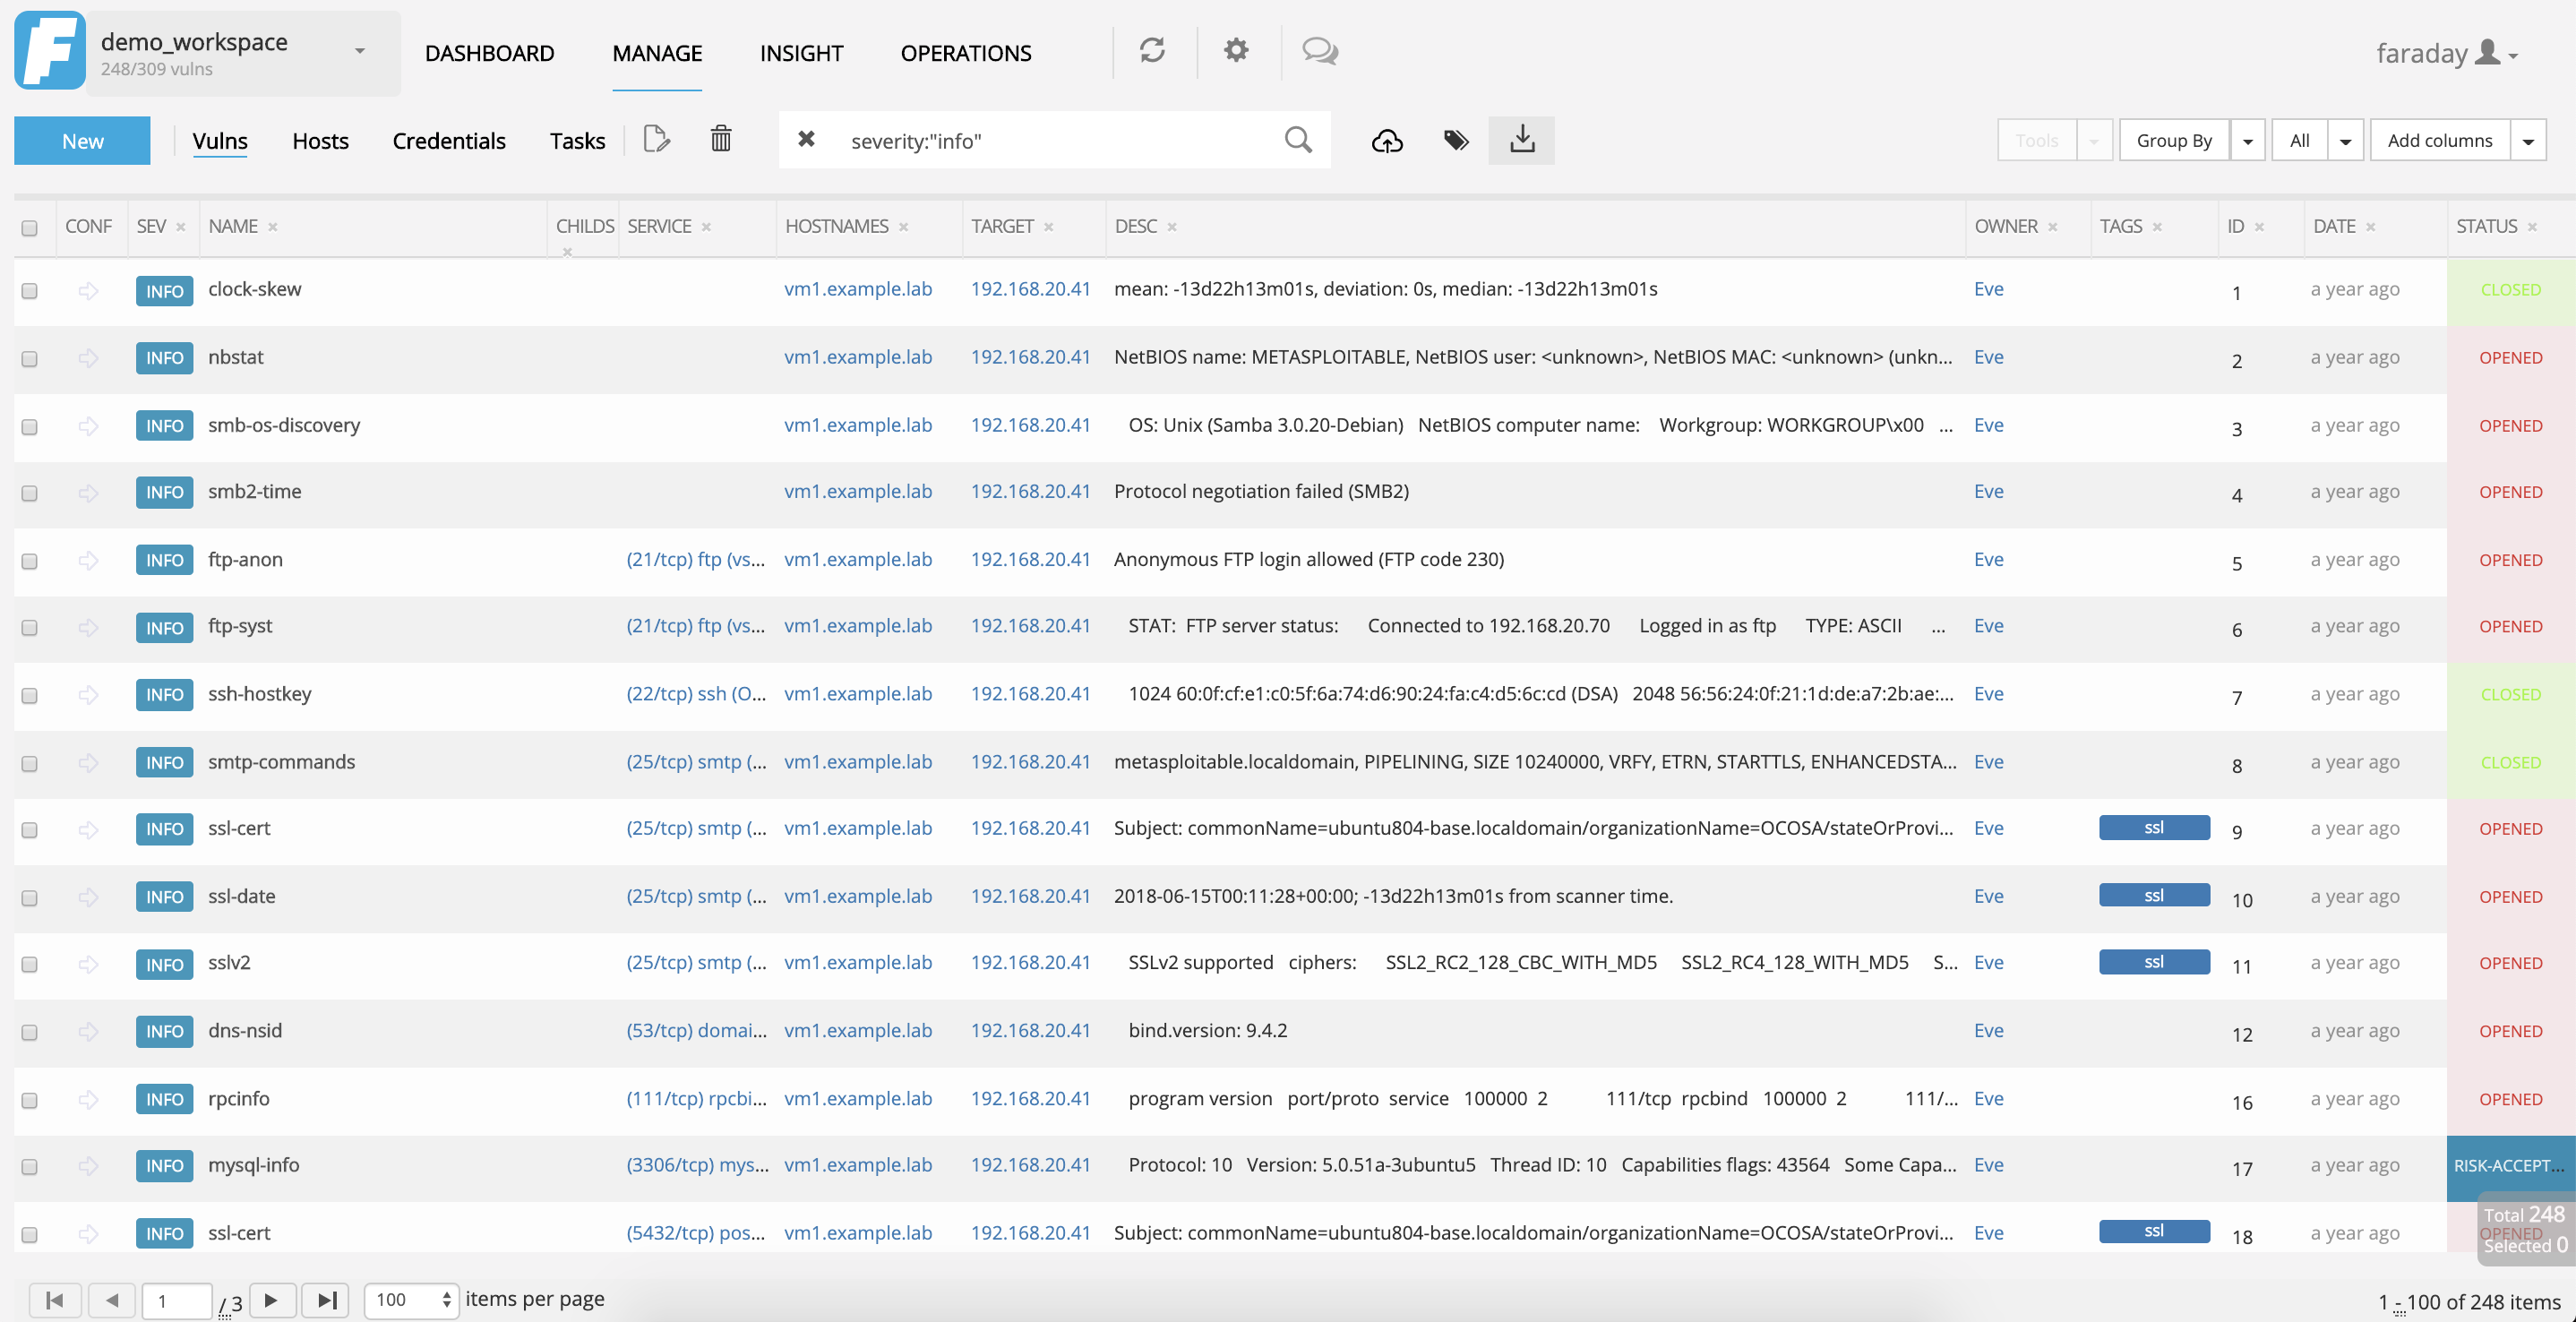 demo_workspace
248/309 vulns
DASHBOARD MANAGE INSIGHT OPERATIONS
faraday
New Vulns Hosts Credentials Tasks severity:"info" Tools Group By All Add columns
CONF SEV × NAME × CHILDS × SERVICE × HOSTNAMES × TARGET × DESC × OWNER × TAGS × ID × DATE × STATUS ×
INFO clock-skew vm1.example.lab 192.168.20.41 mean: -13d22h13m01s, deviation: 0s, median: -13d22h13m01s Eve 1 a year ago CLOSED
INFO nbstat vm1.example.lab 192.168.20.41 NetBIOS name: METASPLOITABLE, NetBIOS user: <unknown>, NetBIOS MAC: <unknown> (unkn... Eve 2 a year ago OPENED
INFO smb-os-discovery vm1.example.lab 192.168.20.41 OS: Unix (Samba 3.0.20-Debian) NetBIOS computer name: Workgroup: WORKGROUP\x00 ... Eve 3 a year ago OPENED
INFO smb2-time vm1.example.lab 192.168.20.41 Protocol negotiation failed (SMB2) Eve 4 a year ago OPENED
INFO ftp-anon (21/tcp) ftp (vs... vm1.example.lab 192.168.20.41 Anonymous FTP login allowed (FTP code 230) Eve 5 a year ago OPENED
INFO ftp-syst (21/tcp) ftp (vs... vm1.example.lab 192.168.20.41 STAT: FTP server status: Connected to 192.168.20.70 Logged in as ftp TYPE: ASCII ... Eve 6 a year ago OPENED
INFO ssh-hostkey (22/tcp) ssh (O... vm1.example.lab 192.168.20.41 1024 60:0f:cf:e1:c0:5f:6a:74:d6:90:24:fa:c4:d5:6c:cd (DSA) 2048 56:56:24:0f:21:1d:de:a7:2b:ae:... Eve 7 a year ago CLOSED
INFO smtp-commands (25/tcp) smtp (... vm1.example.lab 192.168.20.41 metasploitable.localdomain, PIPELINING, SIZE 10240000, VRFY, ETRN, STARTTLS, ENHANCEDSTA... Eve 8 a year ago CLOSED
INFO ssl-cert (25/tcp) smtp (... vm1.example.lab 192.168.20.41 Subject: commonName=ubuntu804-base.localdomain/organizationName=OCOSA/stateOrProvi... Eve ssl 9 a year ago OPENED
INFO ssl-date (25/tcp) smtp (... vm1.example.lab 192.168.20.41 2018-06-15T00:11:28+00:00; -13d22h13m01s from scanner time. Eve ssl 10 a year ago OPENED
INFO sslv2 (25/tcp) smtp (... vm1.example.lab 192.168.20.41 SSLv2 supported ciphers: SSL2_RC2_128_CBC_WITH_MD5 SSL2_RC4_128_WITH_MD5 S... Eve ssl 11 a year ago OPENED
INFO dns-nsid (53/tcp) domai... vm1.example.lab 192.168.20.41 bind.version: 9.4.2 Eve 12 a year ago OPENED
INFO rpcinfo (111/tcp) rpcbi... vm1.example.lab 192.168.20.41 program version port/proto service 100000 2 111/tcp rpcbind 100000 2 111/... Eve 16 a year ago OPENED
INFO mysql-info (3306/tcp) mys... vm1.example.lab 192.168.20.41 Protocol: 10 Version: 5.0.51a-3ubuntu5 Thread ID: 10 Capabilities flags: 43564 Some Capa... Eve 17 a year ago RISK-ACCEPT...
INFO ssl-cert (5432/tcp) pos... vm1.example.lab 192.168.20.41 Subject: commonName=ubuntu804-base.localdomain/organizationName=OCOSA/stateOrProvi... Eve ssl 18 a year ago OPENED
Total 248
Selected 0
1 / 3 100 items per page 1 - 100 of 248 items